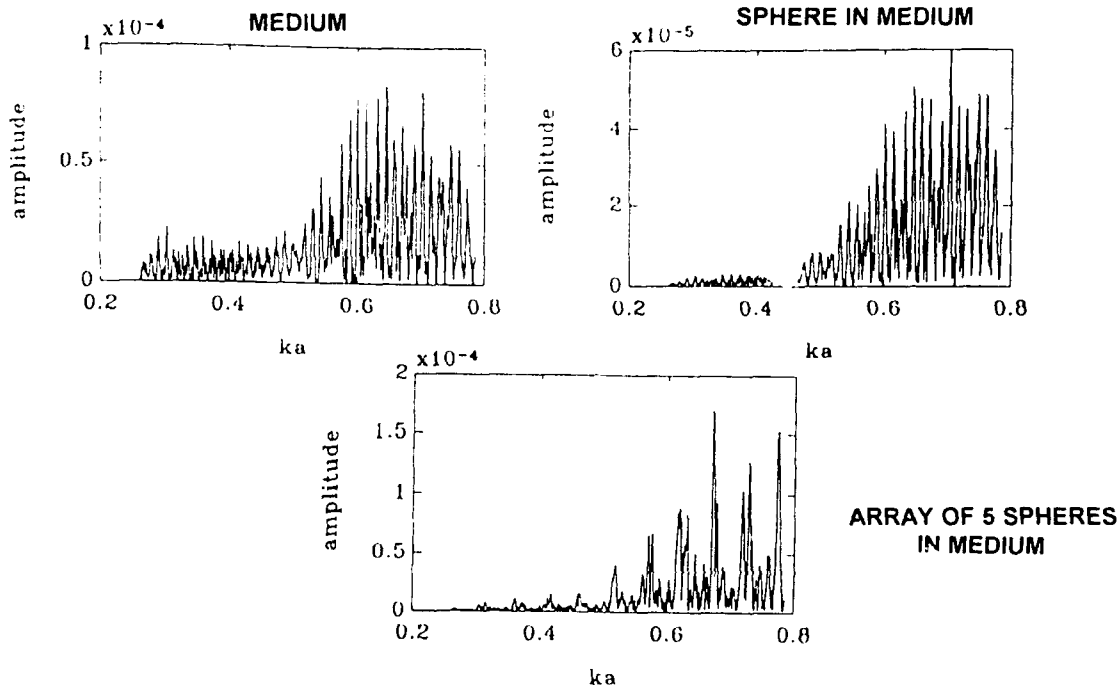 MEDIUM
x10-4
1
0.5
0
amplitude
0.2
0.4
0.6
0.8
ka
SPHERE IN MEDIUM
x10-5
6
4
2
0
amplitude
0.2
0.4
0.6
0.8
ka
x10-4
2
1.5
1
0.5
0
amplitude
0.2
0.4
0.6
0.8
ka
ARRAY OF 5 SPHERES
IN MEDIUM